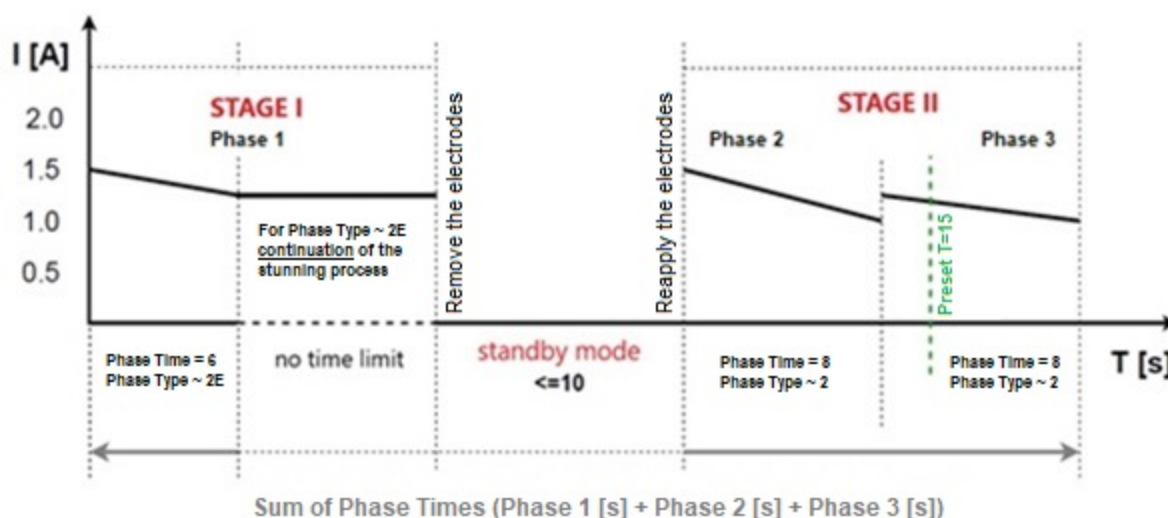 I [A]
2.0
1.5
1.0
0.5
STAGE I
Phase 1
For Phase Type ~ 2E
continuation of the
stunning process
Remove the electrodes
Reapply the electrodes
STAGE II
Phase 2
Phase 3
Preset T=15
Phase Time = 6
Phase Type ~ 2E
no time limit
standby mode
<=10
Phase Time = 8
Phase Type ~ 2
Phase Time = 8
Phase Type ~ 2
T [s]
Sum of Phase Times (Phase 1 [s] + Phase 2 [s] + Phase 3 [s])